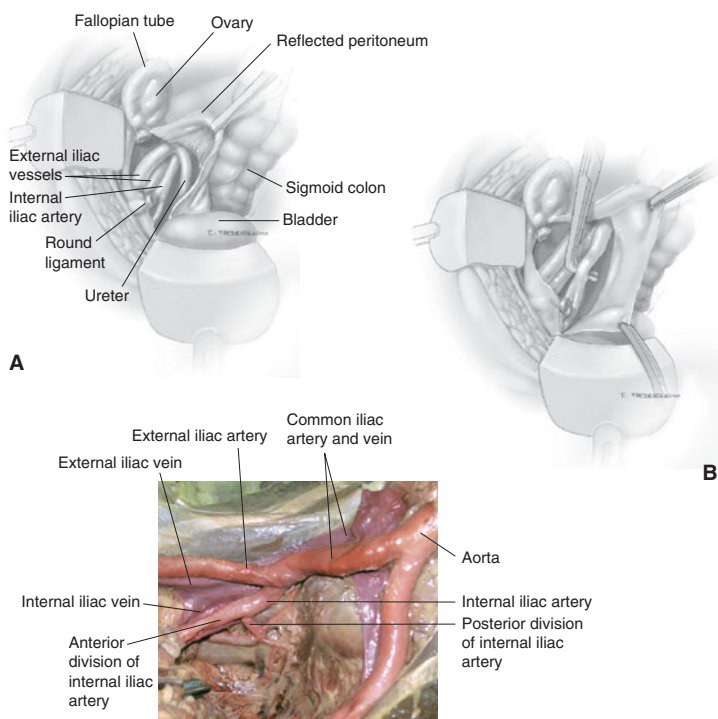 Fallopian tube
Ovary
Reflected peritoneum
External iliac
vessels
Internal
iliac artery
Round
ligament
Ureter
Sigmoid colon
Bladder
A
B
Common iliac
artery and vein
External iliac artery
External iliac vein
Aorta
Internal iliac vein
Internal iliac artery
Posterior division
of internal iliac
artery
Anterior
division of
internal iliac
artery